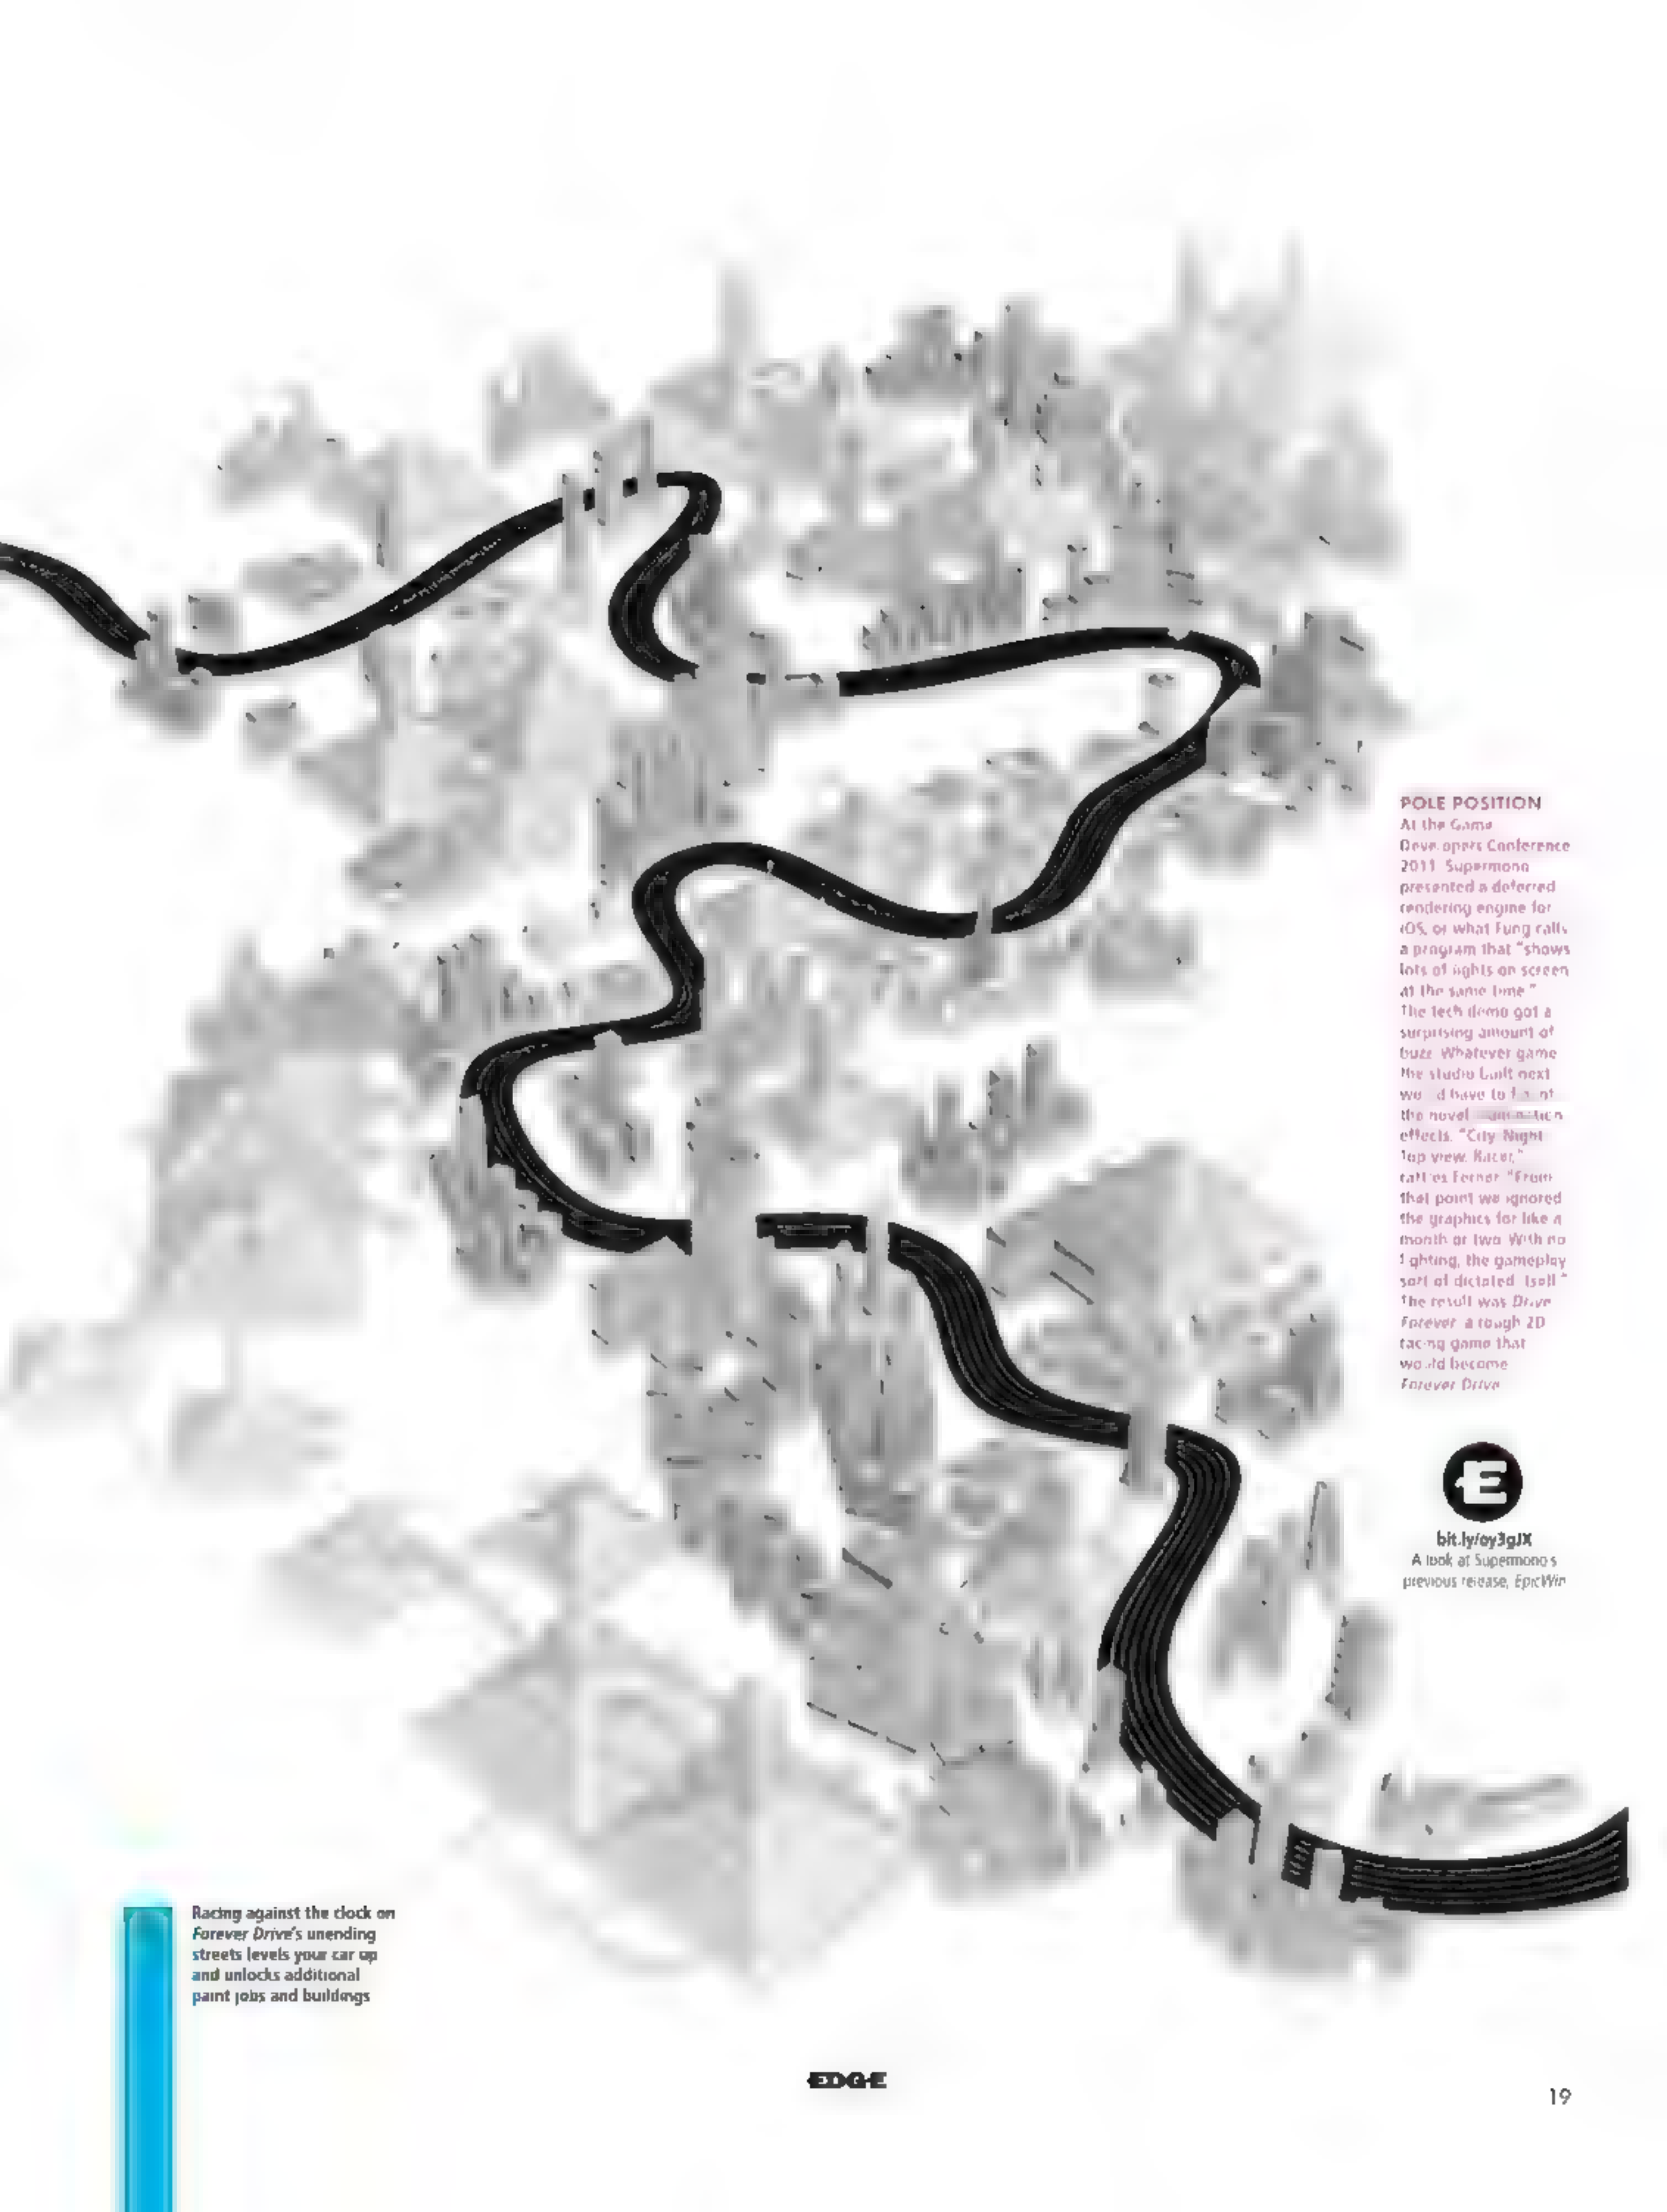 POLE POSITION
At the Game
Developers Conference
2011 Supermono
presented a deferred
rendering engine for
iOS, or what Fung calls
a program that "shows
lots of lights on screen
at the same time."
The tech demo got a
surprising amount of
buzz Whatever game
the studio built next
would have to
the novel
effects. "City. Night
Top view. Racer,"
Ferner "From
that point we ignored
the graphics for like a
month or two With no
lighting, the gameplay
sort of dictated itself."
The result was Drive
Forever a rough 2D
racing game that
would become
Forever Drive
E
bit.ly/oy3gJX
A look at Supermono's
previous release, EpicWin
Racing against the clock on
Forever Drive's unending
streets levels your car up
and unlocks additional
paint jobs and buildings
EDGE
19